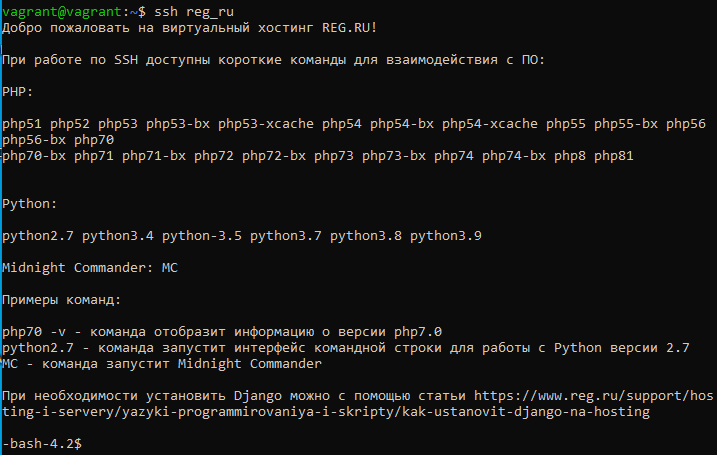 vagrant@vagrant:~$ ssh reg_ru
Добро пожаловать на виртуальный хостинг REG.RU!
При работе по SSH доступны короткие команды для взаимодействия с ПО:
PHP:
php51 php52 php53 php53-bx php53-xcache php54 php54-bx php54-xcache php55 php55-bx php56
php56-bx php70
php70-bx php71 php71-bx php72 php72-bx php73 php73-bx php74 php74-bx php8 php81
Python:
python2.7 python3.4 python-3.5 python3.7 python3.8 python3.9
Midnight Commander: MC
Примеры команд:
php70 -v - команда отобразит информацию о версии php7.0
python2.7 - команда запустит интерфейс командной строки для работы с Python версии 2.7
MC - команда запустит Midnight Commander
При необходимости установить Django можно с помощью статьи https://www.reg.ru/support/hos
ting-i-servery/yazyki-programmirovaniya-i-skripty/kak-ustanovit-django-na-hosting
-bash-4.2$